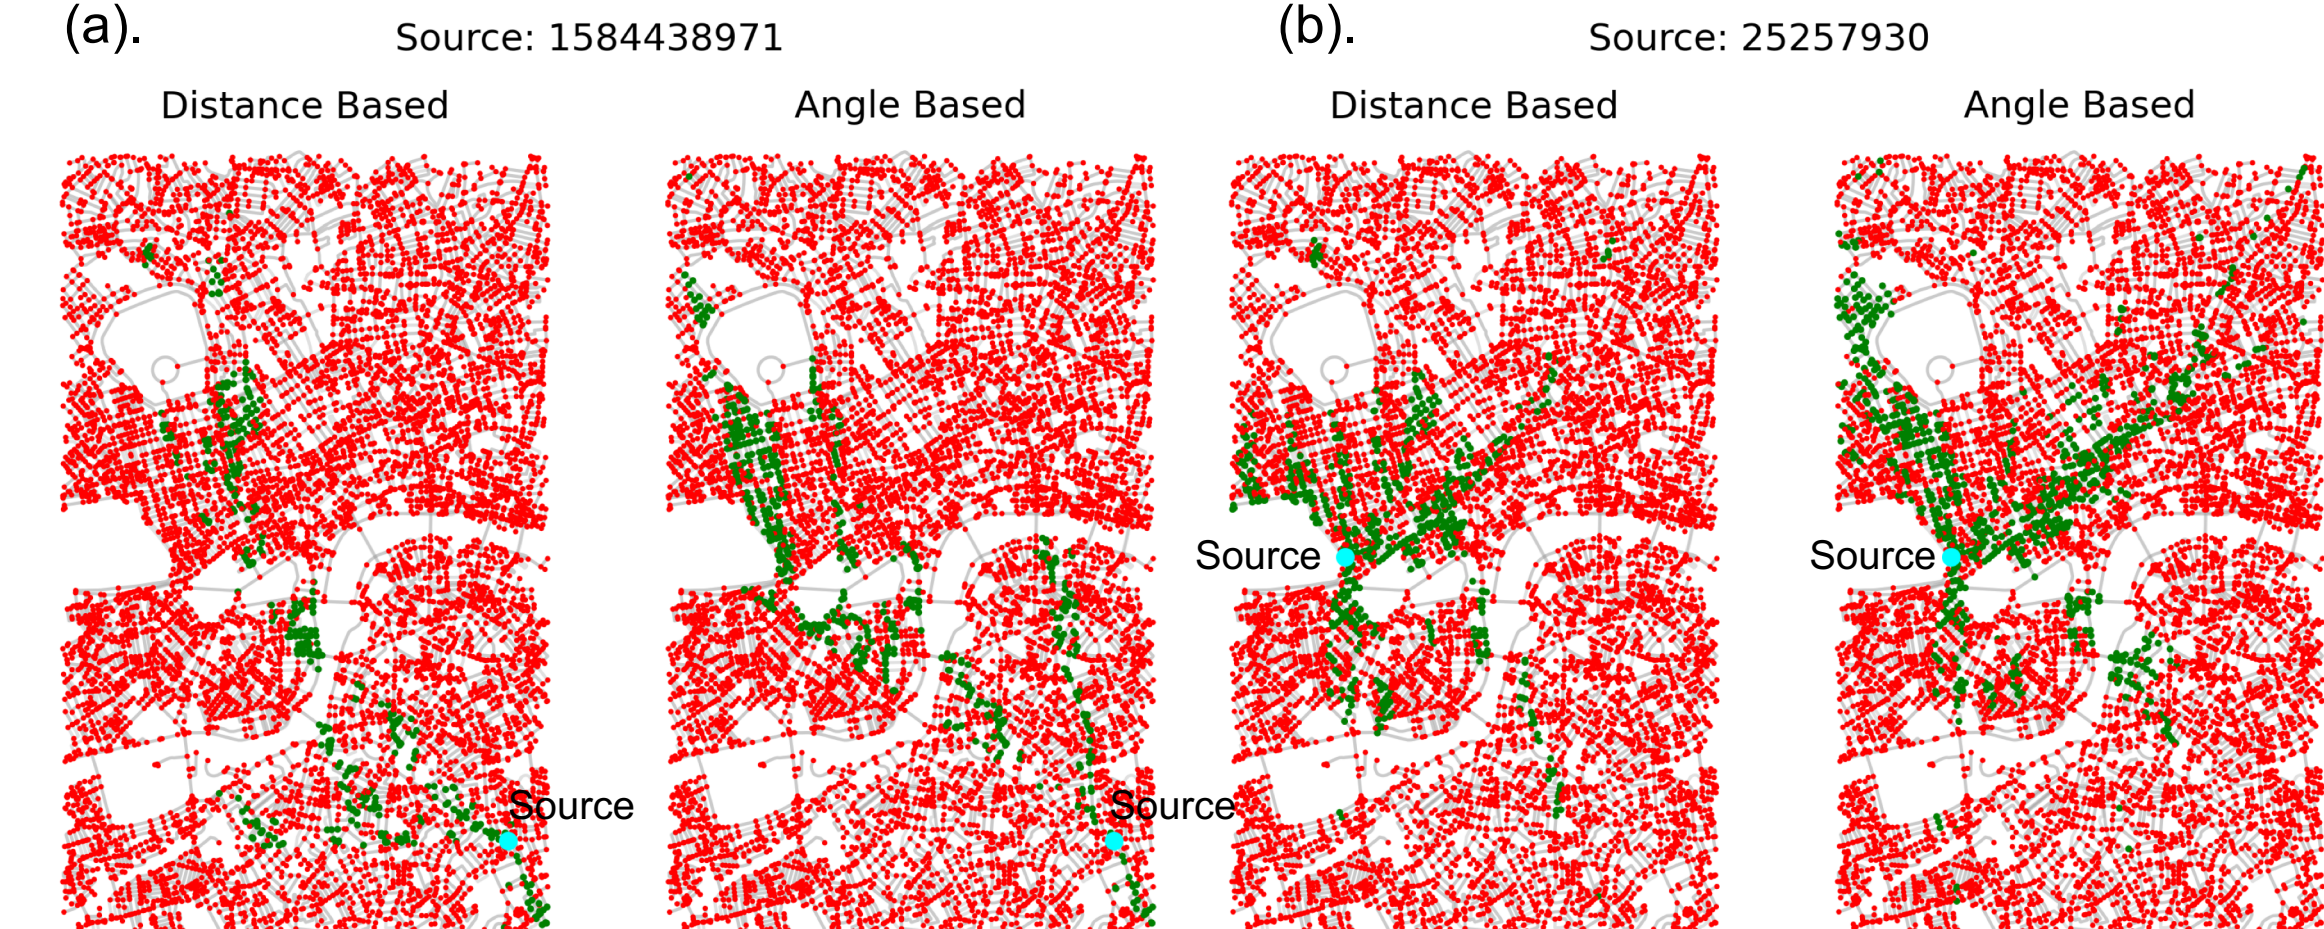 (a).
Source: 1584438971
Distance Based
Angle Based
Source
Source
(b).
Source: 25257930
Distance Based
Angle Based
Source
Source